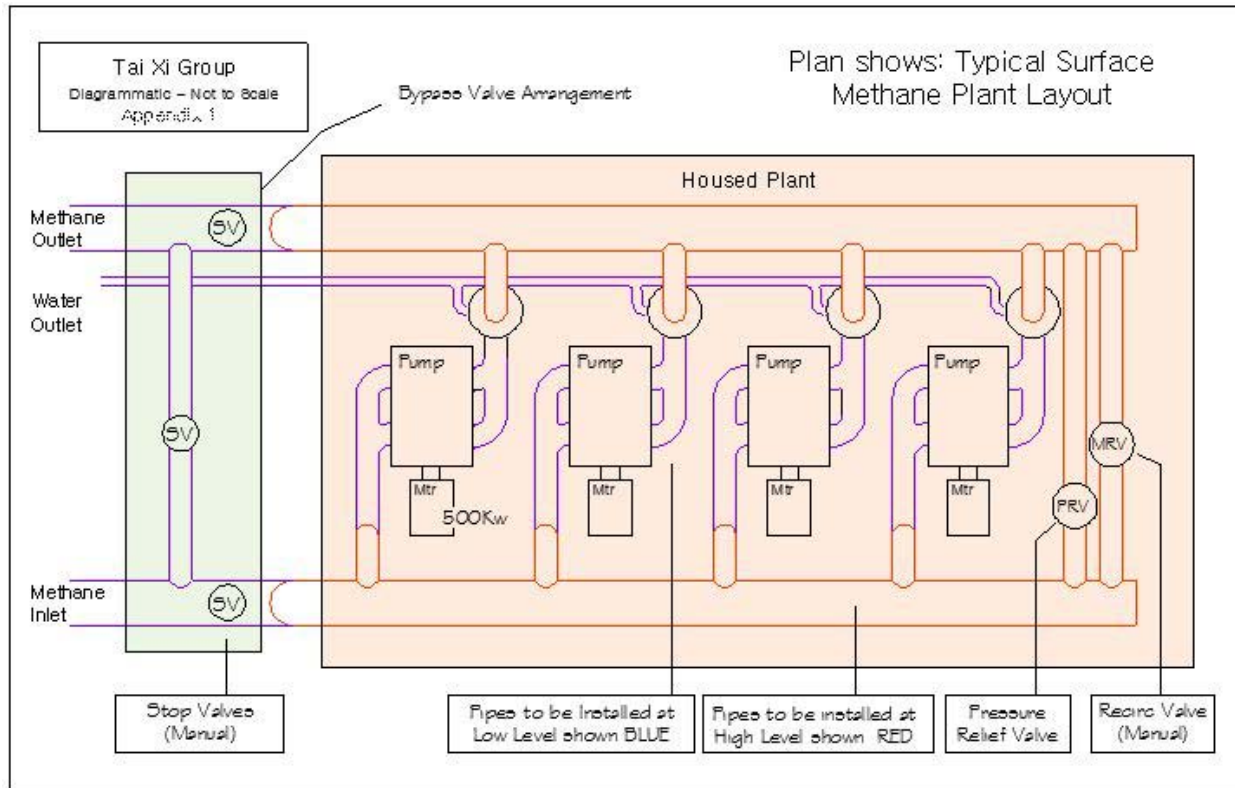 Tai Xi Group
Diagrammatic - Not to Scale
Appendix 1
Bypass Valve Arrangement
Plan shows: Typical Surface
Methane Plant Layout
Housed Plant
Methane
Outlet
SV
Water
Outlet
Pump
Pump
Pump
Pump
SV
MRV
Mtr
Mtr
Mtr
Mtr
500Kw
PRV
Methane
Inlet
SV
Stop Valves
(Manual)
Pipes to be Installed at
Low Level shown BLUE
Pipes to be installed at
High Level shown RED
Pressure
Relief Valve
Recirc Valve
(Manual)